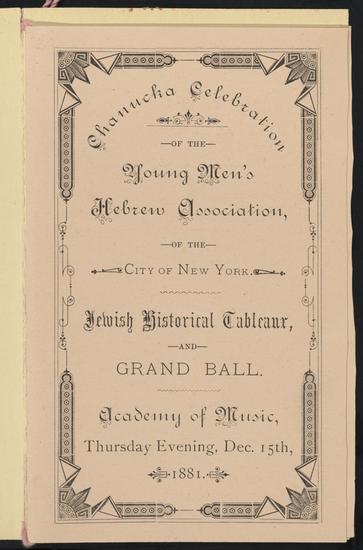 Chanucka Celebration
—OF THE—
Young Men's
Hebrew Association,
—OF THE—
CITY OF NEW YORK.
Jewish Historical Tableaux,
—AND—
GRAND BALL.
Academy of Music,
Thursday Evening, Dec. 15th,
1881.